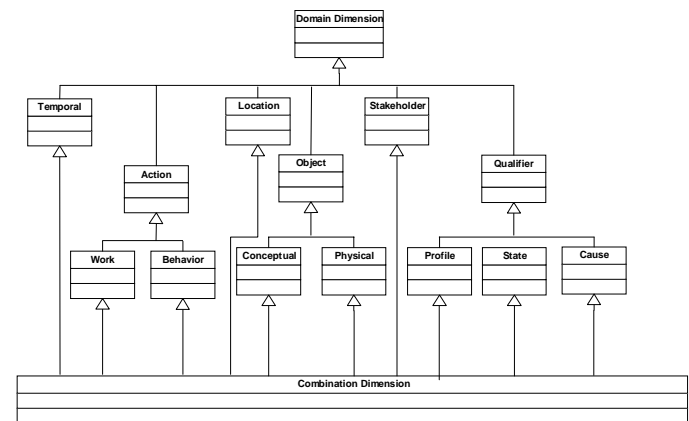 Domain Dimension
Temporal
Location
Stakeholder
Action
Object
Qualifier
Work
Behavior
Conceptual
Physical
Profile
State
Cause
Combination Dimension